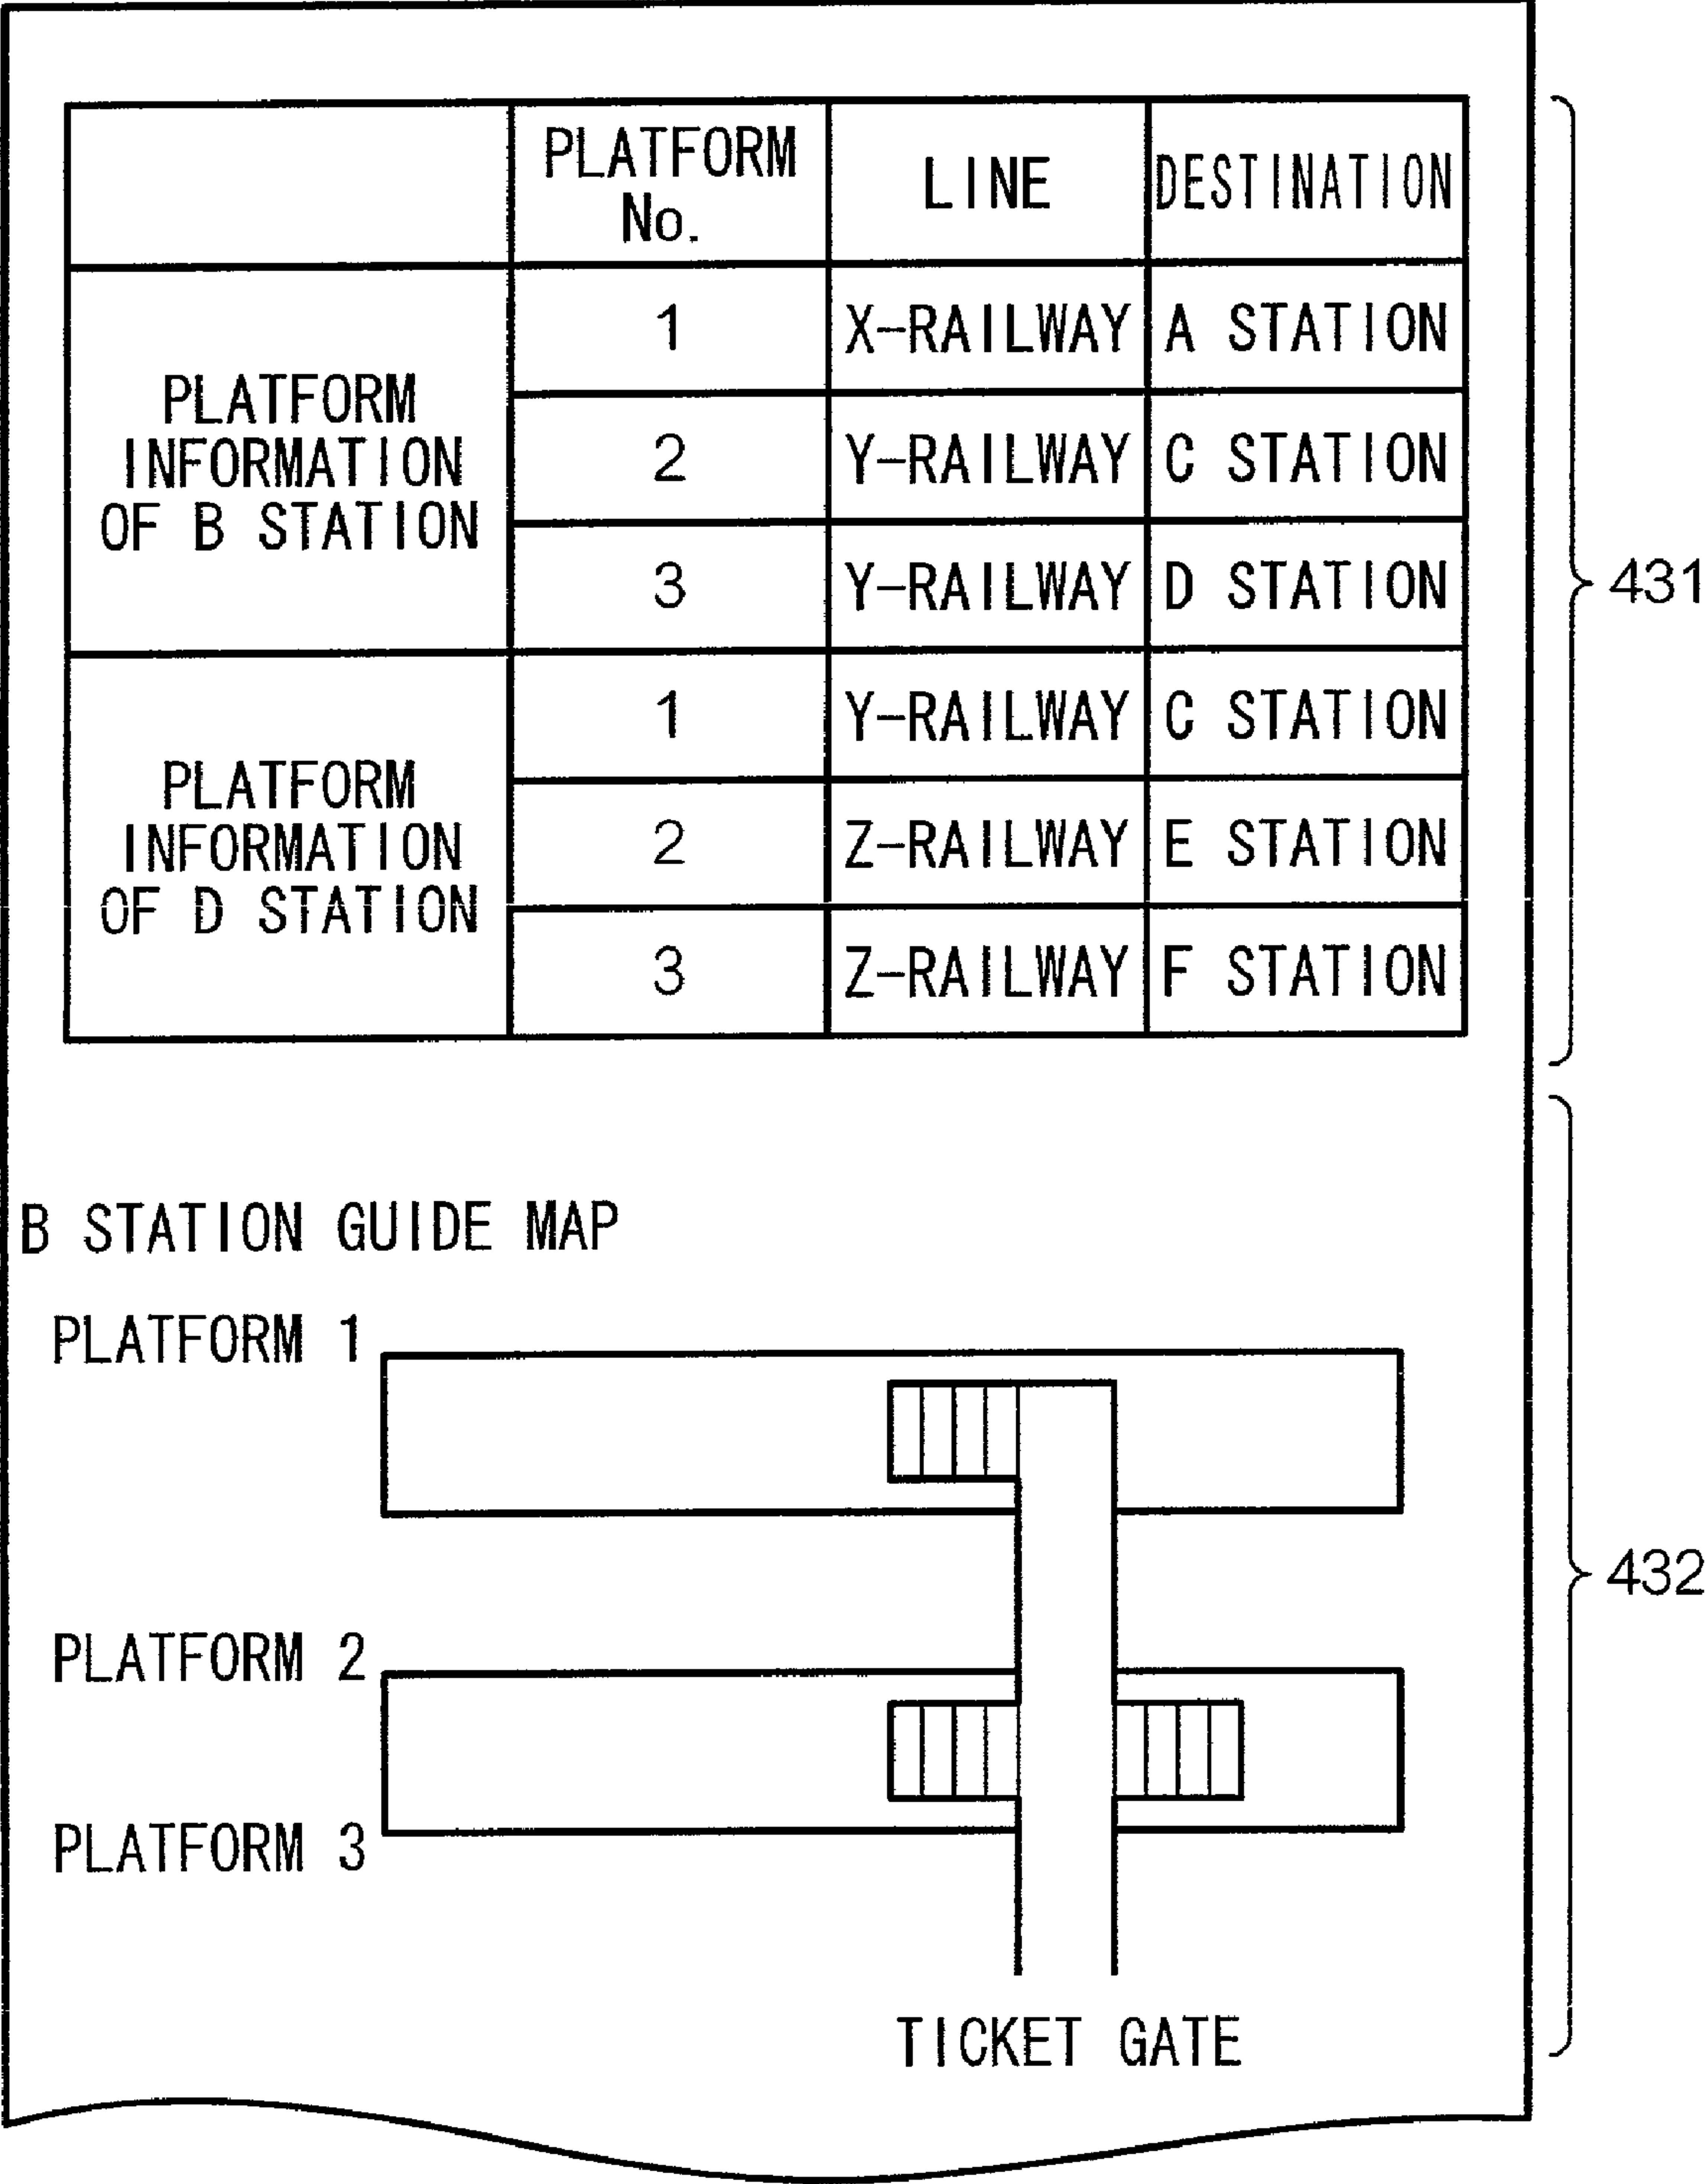 PLATFORM
No.
LINE
DESTINATION
PLATFORM
INFORMATION
OF B STATION
1 X-RAILWAY A STATION
2 Y-RAILWAY C STATION
3 Y-RAILWAY D STATION
PLATFORM
INFORMATION
OF D STATION
1 Y-RAILWAY C STATION
2 Z-RAILWAY E STATION
3 Z-RAILWAY F STATION
431
B STATION GUIDE MAP
PLATFORM 1
PLATFORM 2
PLATFORM 3
TICKET GATE
432